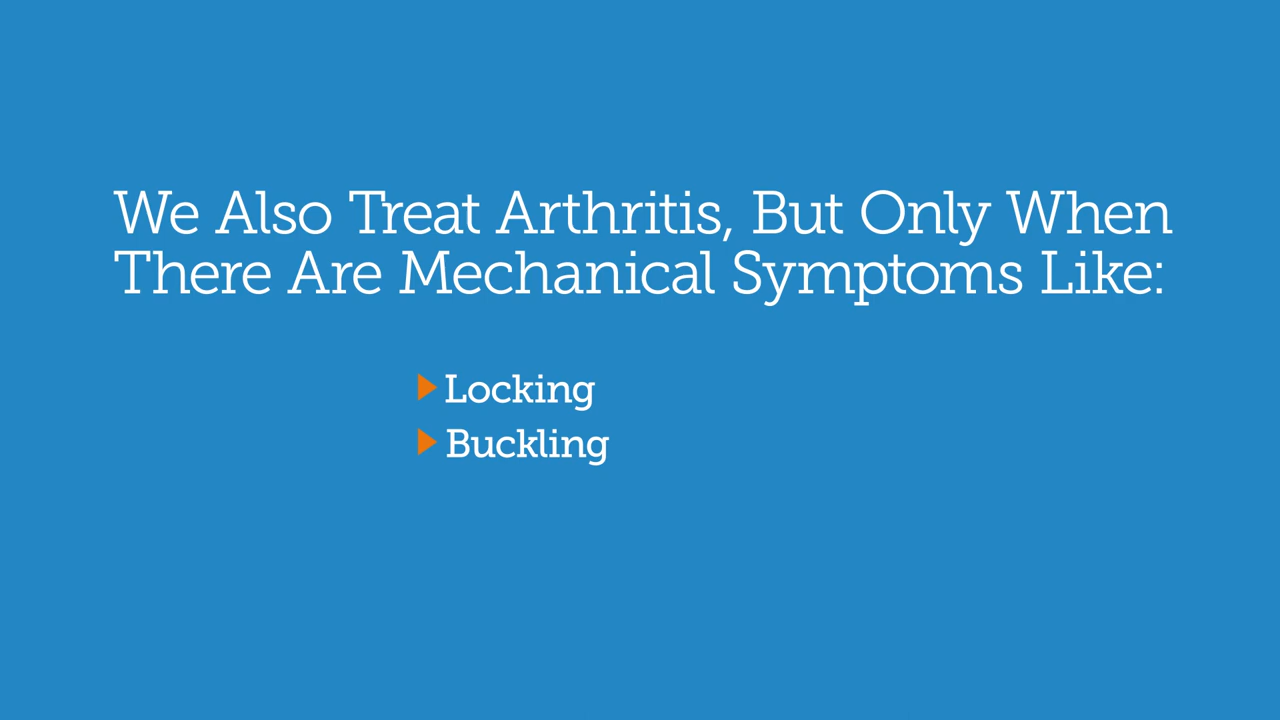 We Also Treat Arthritis, But Only When
There Are Mechanical Symptoms Like:
Locking
Buckling